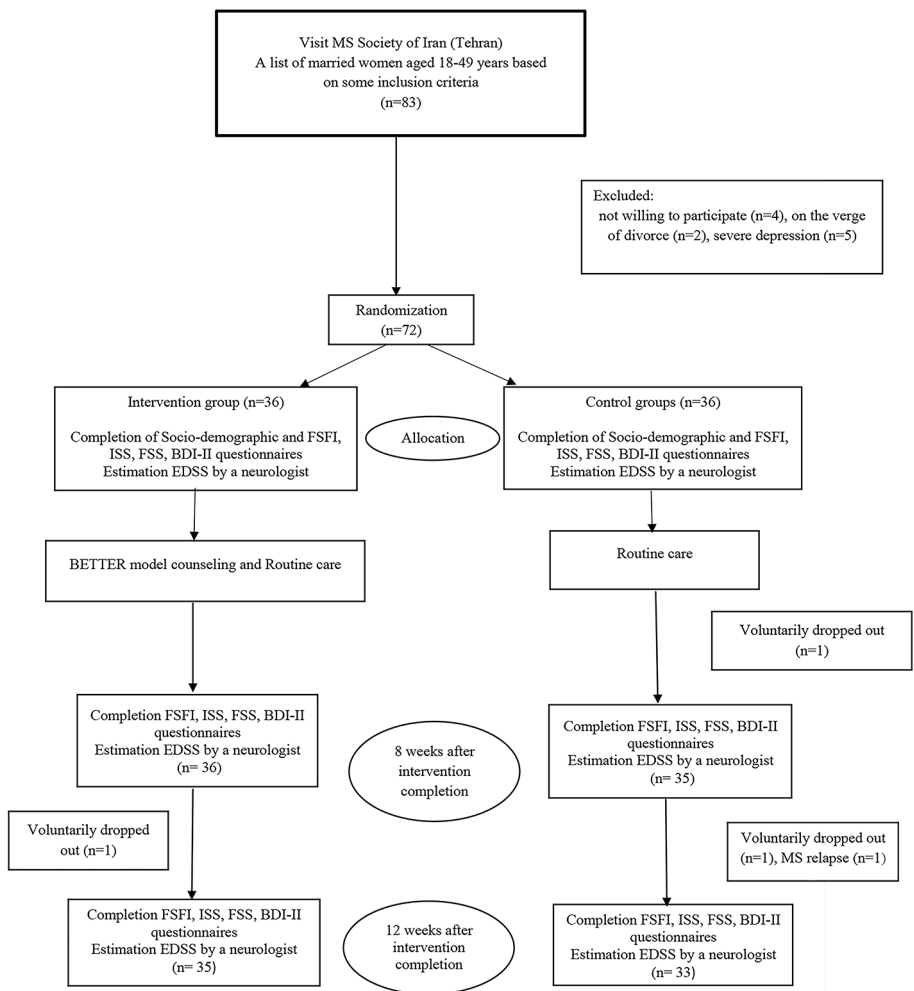 Visit MS Society of Iran (Tehran)
A list of married women aged 18-49 years based
on some inclusion criteria
(n=83)
Excluded:
not willing to participate (n=4), on the verge
of divorce (n=2), severe depression (n=5)
Randomization
(n=72)
Intervention group (n=36)
Completion of Socio-demographic and FSFI,
ISS, FSS, BDI-II questionnaires
Estimation EDSS by a neurologist
Allocation
Control groups (n=36)
Completion of Socio-demographic and FSFI,
ISS, FSS, BDI-II questionnaires
Estimation EDSS by a neurologist
BETTER model counseling and Routine care
Routine care
Voluntarily dropped out
(n=1)
Completion FSFI, ISS, FSS, BDI-II
questionnaires
Estimation EDSS by a neurologist
(n= 36)
8 weeks after
intervention
completion
Completion FSFI, ISS, FSS, BDI-II
questionnaires
Estimation EDSS by a neurologist
(n= 35)
Voluntarily dropped
out (n=1)
Voluntarily dropped out
(n=1), MS relapse (n=1)
Completion FSFI, ISS, FSS, BDI-II
questionnaires
Estimation EDSS by a neurologist
(n= 35)
12 weeks after
intervention
completion
Completion FSFI, ISS, FSS, BDI-II
questionnaires
Estimation EDSS by a neurologist
(n= 33)